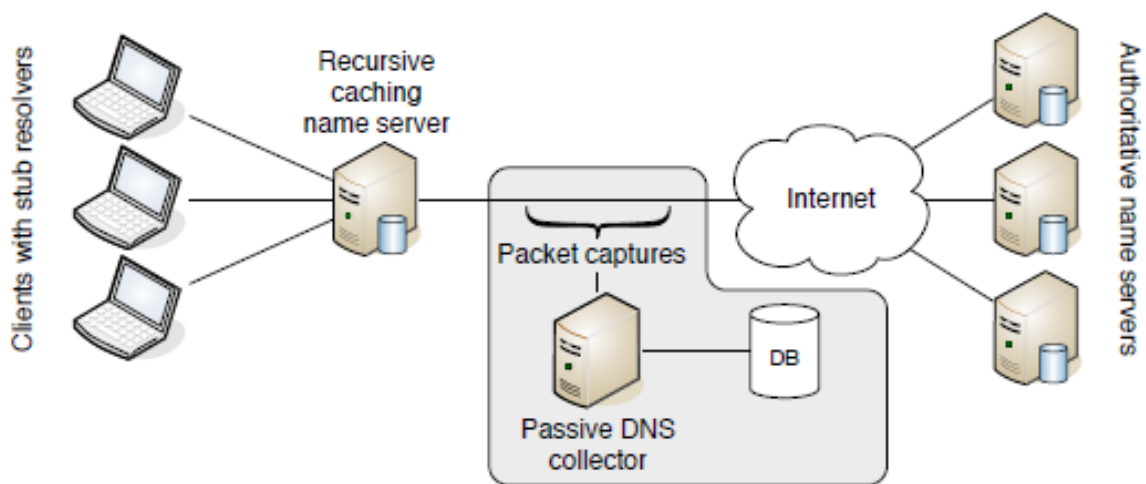 Clients with stub resolvers
Recursive
caching
name server
Packet captures
Passive DNS
collector
DB
Internet
Authoritative name servers